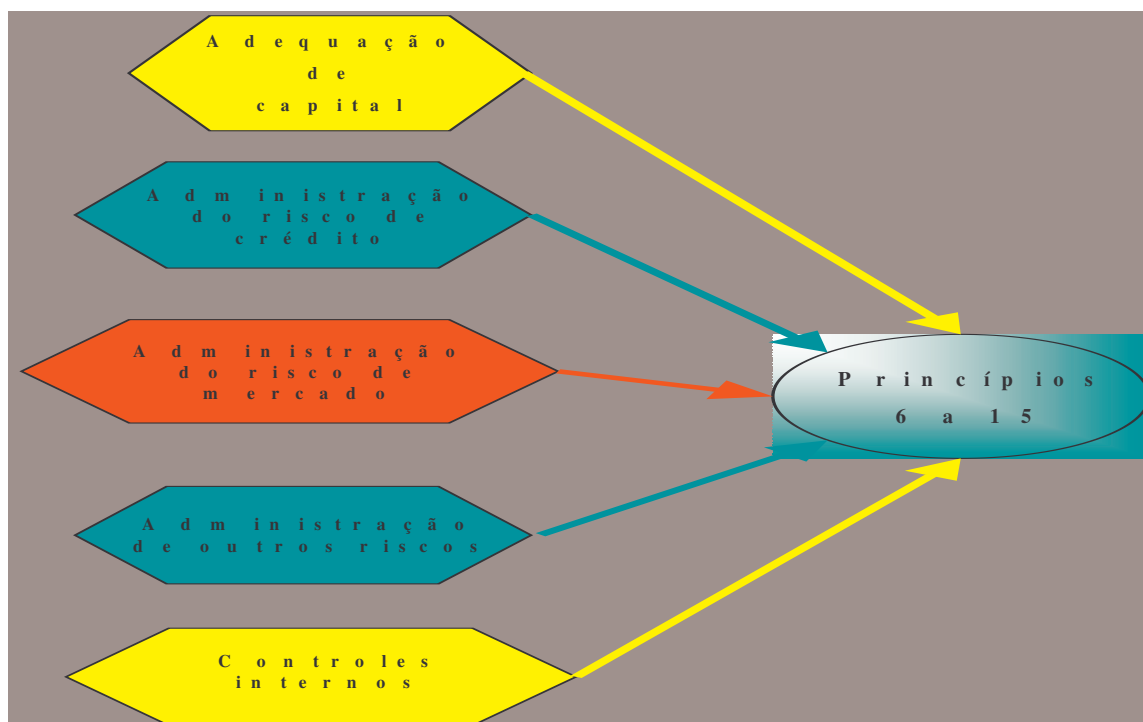 Adequação
de
capital
Administração
do risco de
crédito
Administração
do risco de
mercado
Princípios
6 a 15
Administração
de outros riscos
Controles
internos